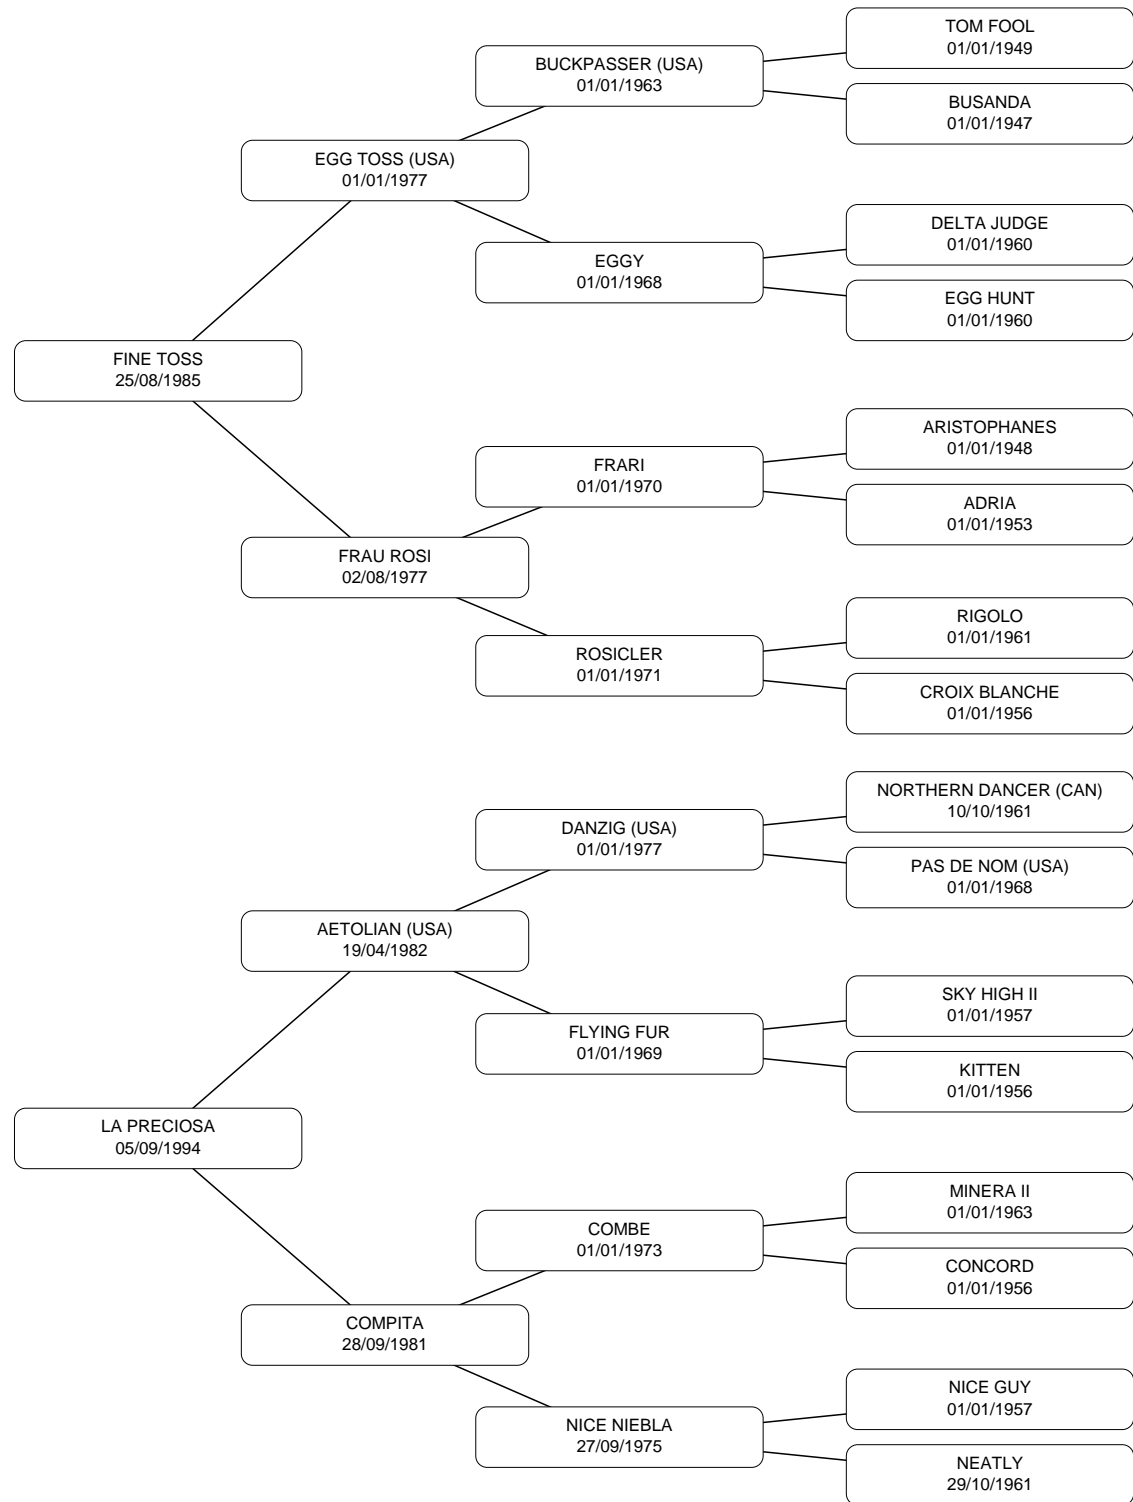 TOM FOOL
01/01/1949
BUCKPASSER (USA)
01/01/1963
BUSANDA
01/01/1947
EGG TOSS (USA)
01/01/1977
DELTA JUDGE
01/01/1960
EGGY
01/01/1968
EGG HUNT
01/01/1960
FINE TOSS
25/08/1985
ARISTOPHANES
01/01/1948
FRARI
01/01/1970
ADRIA
01/01/1953
FRAU ROSI
02/08/1977
RIGOLO
01/01/1961
ROSICLER
01/01/1971
CROIX BLANCHE
01/01/1956
NORTHERN DANCER (CAN)
10/10/1961
DANZIG (USA)
01/01/1977
PAS DE NOM (USA)
01/01/1968
AETOLIAN (USA)
19/04/1982
SKY HIGH II
01/01/1957
FLYING FUR
01/01/1969
KITTEN
01/01/1956
LA PRECIOSA
05/09/1994
MINERA II
01/01/1963
COMBE
01/01/1973
CONCORD
01/01/1956
COMPITA
28/09/1981
NICE GUY
01/01/1957
NICE NIEBLA
27/09/1975
NEATLY
29/10/1961